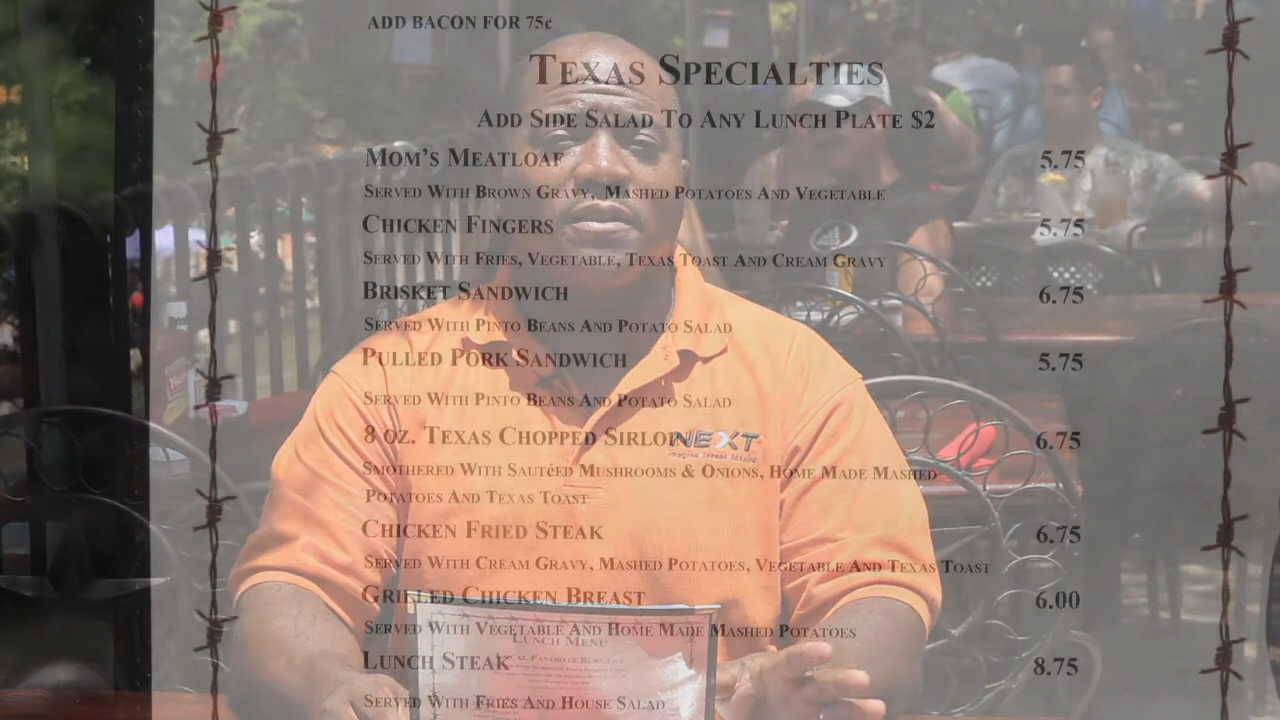 ADD BACON FOR 75¢
TEXAS SPECIALTIES
ADD SIDE SALAD TO ANY LUNCH PLATE $2
MOM'S MEATLOAF 5.75
SERVED WITH BROWN GRAVY, MASHED POTATOES AND VEGETABLE
CHICKEN FINGERS 5.75
SERVED WITH FRIES, VEGETABLE, TEXAS TOAST AND CREAM GRAVY
BRISKET SANDWICH 6.75
SERVED WITH PINTO BEANS AND POTATO SALAD
PULLED PORK SANDWICH 5.75
SERVED WITH PINTO BEANS AND POTATO SALAD
8 OZ. TEXAS CHOPPED SIRLOIN 6.75
NEXT
SMOTHERED WITH SAUTéED MUSHROOMS & ONIONS, HOME MADE MASHED
POTATOES AND TEXAS TOAST
CHICKEN FRIED STEAK 6.75
SERVED WITH CREAM GRAVY, MASHED POTATOES, VEGETABLE AND TEXAS TOAST
GRILLED CHICKEN BREAST 6.00
SERVED WITH VEGETABLE AND HOME MADE MASHED POTATOES
LUNCH MENU
FAVORITE BURGERS
LUNCH STEAK 8.75
SERVED WITH FRIES AND HOUSE SALAD